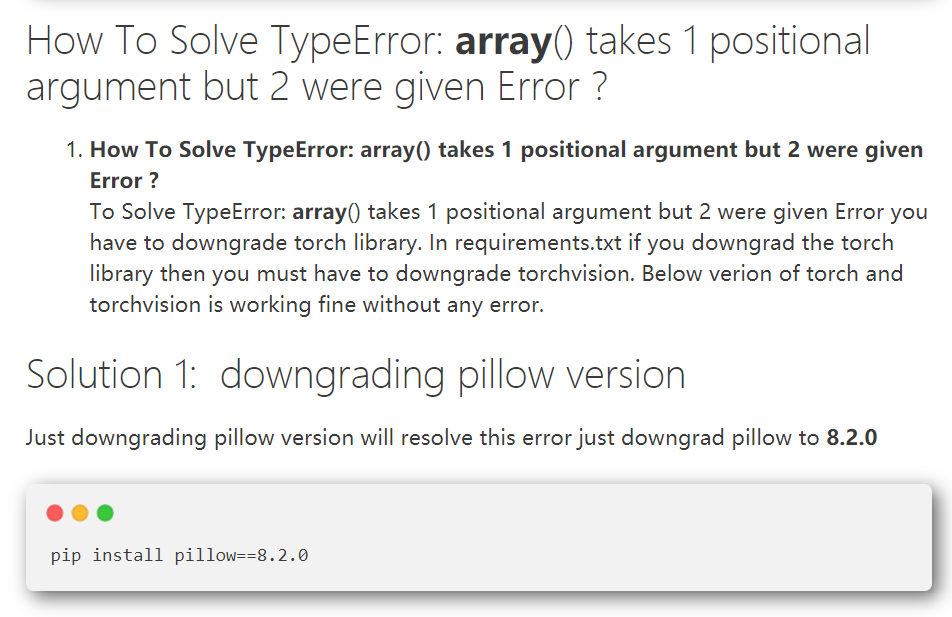 How To Solve TypeError: array() takes 1 positional
argument but 2 were given Error ?
1. How To Solve TypeError: array() takes 1 positional argument but 2 were given
Error ?
To Solve TypeError: array() takes 1 positional argument but 2 were given Error you
have to downgrade torch library. In requirements.txt if you downgrad the torch
library then you must have to downgrade torchvision. Below verion of torch and
torchvision is working fine without any error.
Solution 1: downgrading pillow version
Just downgrading pillow version will resolve this error just downgrad pillow to 8.2.0
pip install pillow==8.2.0